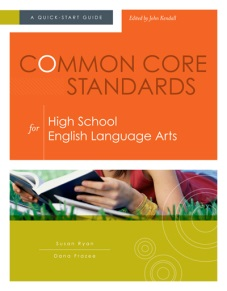 A QUICK-START GUIDE
Edited by John Kendall
COMMON CORE
STANDARDS
for
High School
English Language Arts
Susan Ryan
Dana Frazee